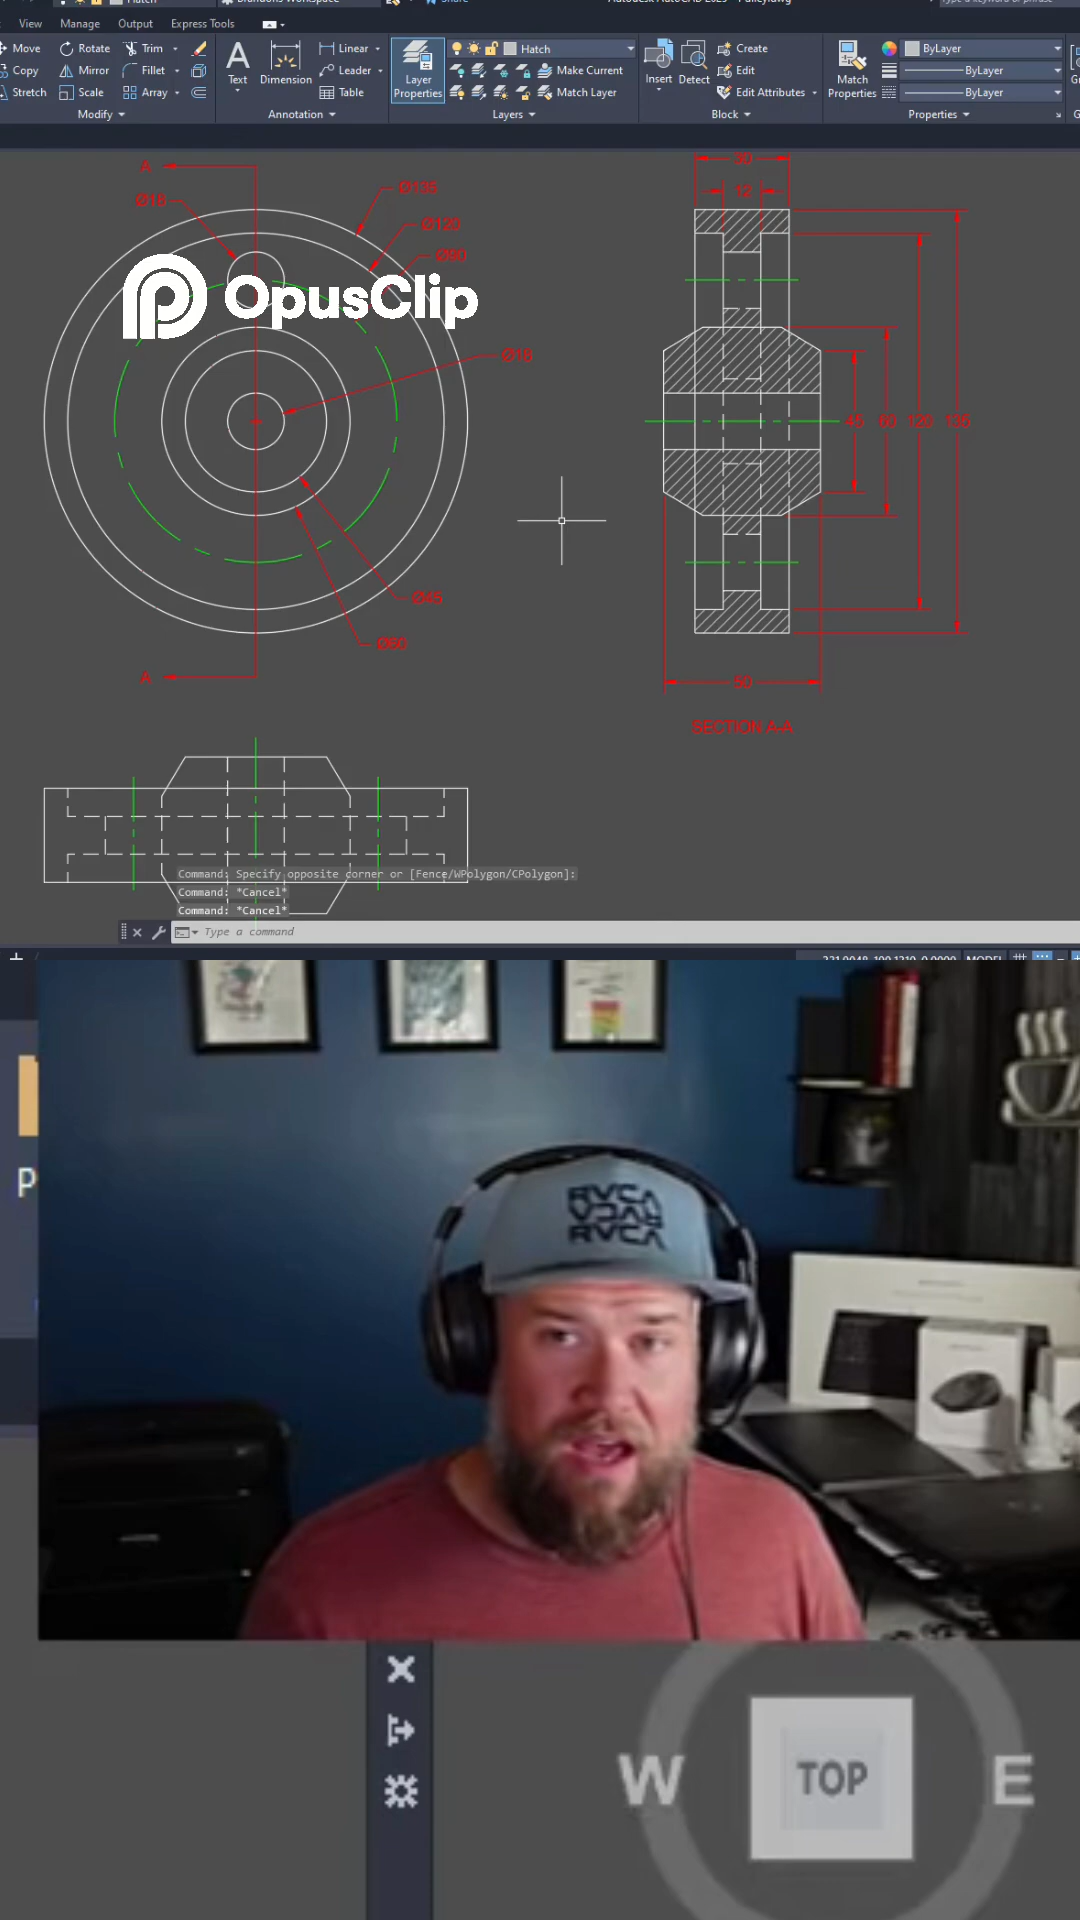 View Manage Output Express Tools
Move Rotate Trim
Copy Mirror Fillet
Stretch Scale Array
Modify
Text
Dimension
Linear
Leader
Table
Annotation
Layer
Properties
Hatch
Make Current
Match Layer
Layers
Insert
Detect
Create
Edit
Edit Attributes
Block
Match
Properties
ByLayer
ByLayer
ByLayer
Properties
A
Ø18
Ø135
Ø120
Ø90
OpusClip
Ø18
Ø45
Ø60
A
30
12
45 60 120 135
50
SECTION A-A
Command: Specify opposite corner or [Fence/WPolygon/CPolygon]:
Command: *Cancel*
Command: *Cancel*
Type a command
P
RVCA
RVCA
W
TOP
E